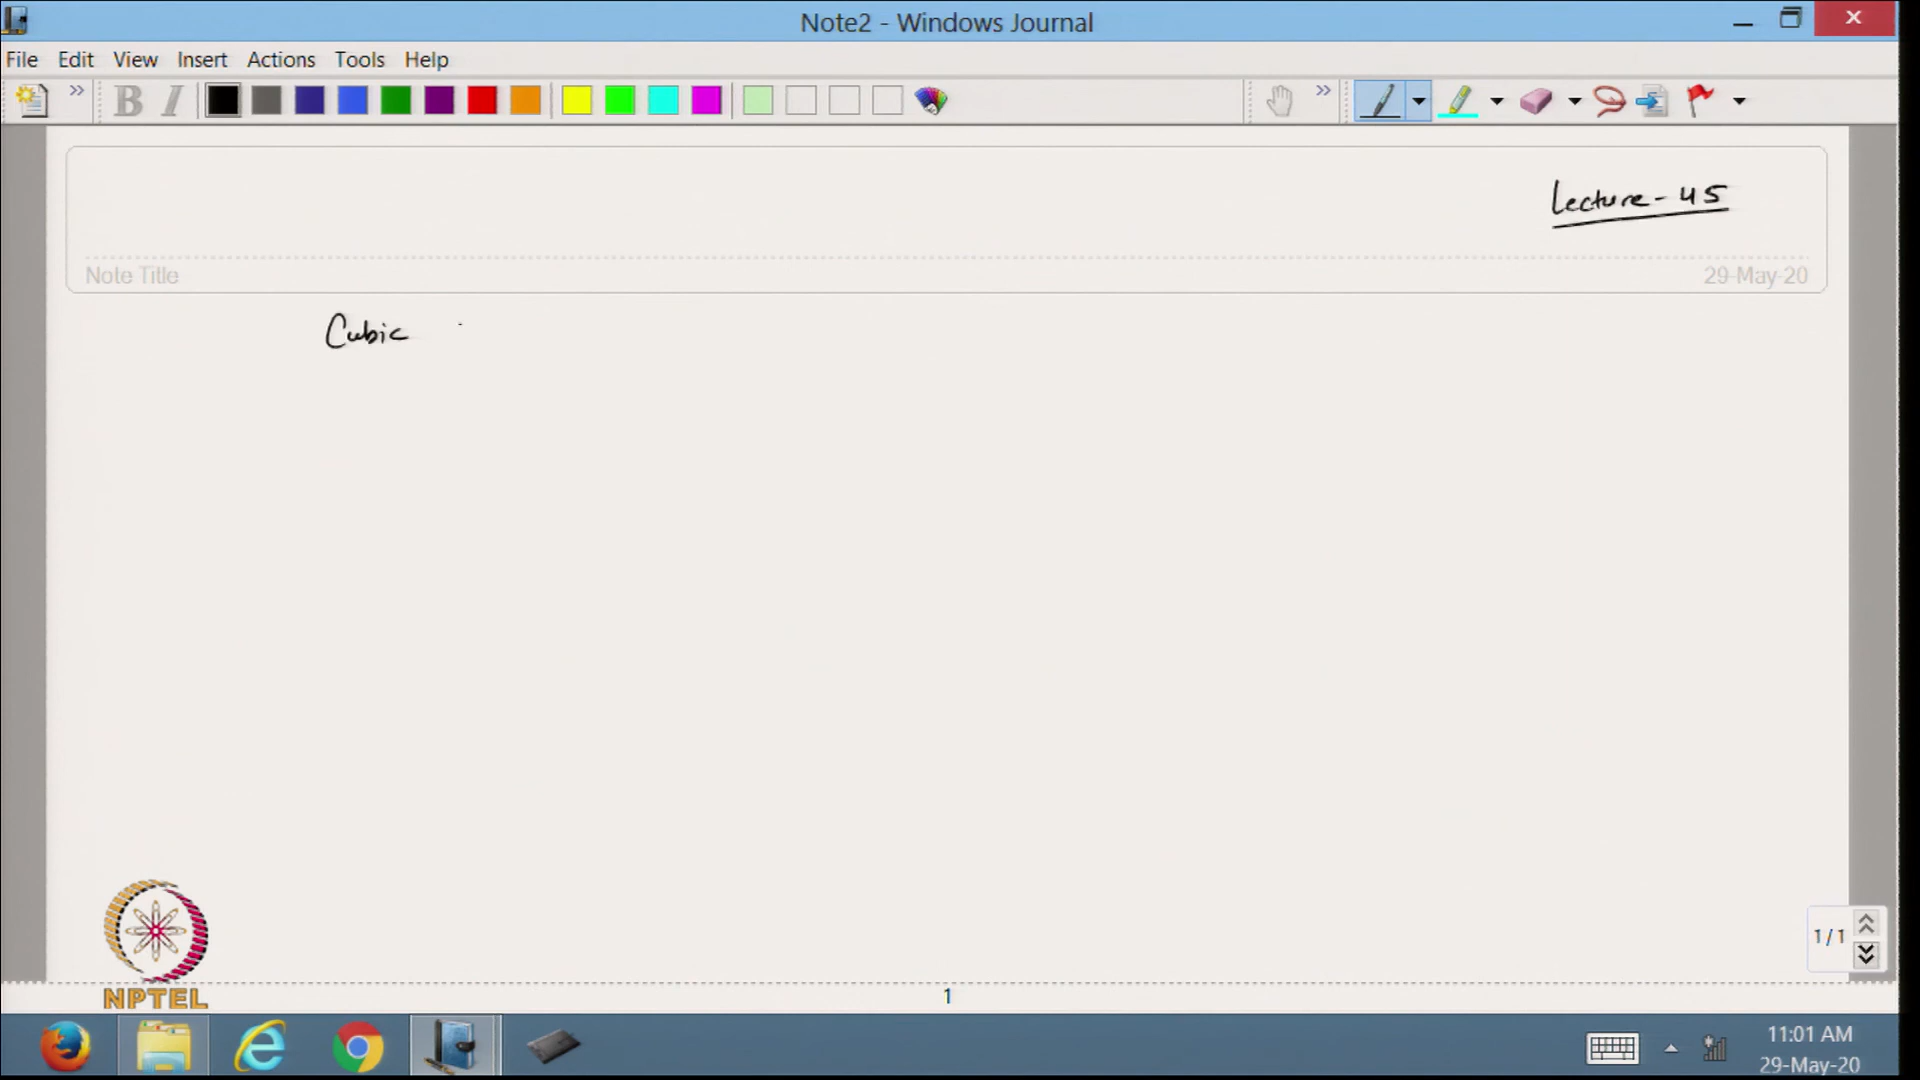 Note2 - Windows Journal
File Edit View Insert Actions Tools Help
B I
Lecture - 45
Note Title
29-May-20
Cubic
1 / 1
NPTEL
1
11:01 AM
29-May-20